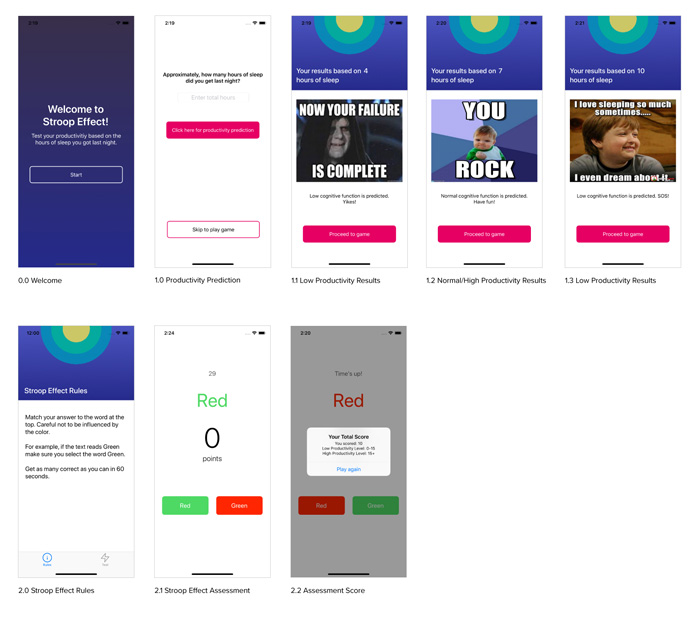 2:19
Welcome to
Stroop Effect!
Test your productivitiy based on the
hours of sleep you got last night.
Start
0.0 Welcome
2:19
Approximately, how many hours of sleep
did you get last night?
Enter total hours
Click here for productivity prediction
Skip to play game
1.0 Productivity Prediction
2:19
Your results based on 4
hours of sleep
NOW YOUR FAILURE
IS COMPLETE
Low cognitive function is predicted.
Yikes!
Proceed to game
1.1 Low Productivity Results
2:20
Your results based on 7
hours of sleep
YOU
ROCK
Normal cognitive function is predicted.
Have fun!
Proceed to game
1.2 Normal/High Productivity Results
2:21
Your results based on 10
hours of sleep
I love sleeping so much
sometimes.....
I even dream about it.
Low cognitive function is predicted. SOS!
Proceed to game
1.3 Low Productivity Results
12:00
Stroop Effect Rules
Match your answer to the word at the
top. Careful not to be influenced by
the color.
For example, if the text reads Green
make sure you select the word Green.
Get as many correct as you can in 60
seconds.
Rules
Test
2.0 Stroop Effect Rules
2:24
29
Red
0
points
Red
Green
2.1 Stroop Effect Assessment
2:20
Time's up!
Red
Your Total Score
You scored: 10
Low Productivity Level: 0-15
High Productivity Level: 15+
Play again
Red
Green
2.2 Assessment Score